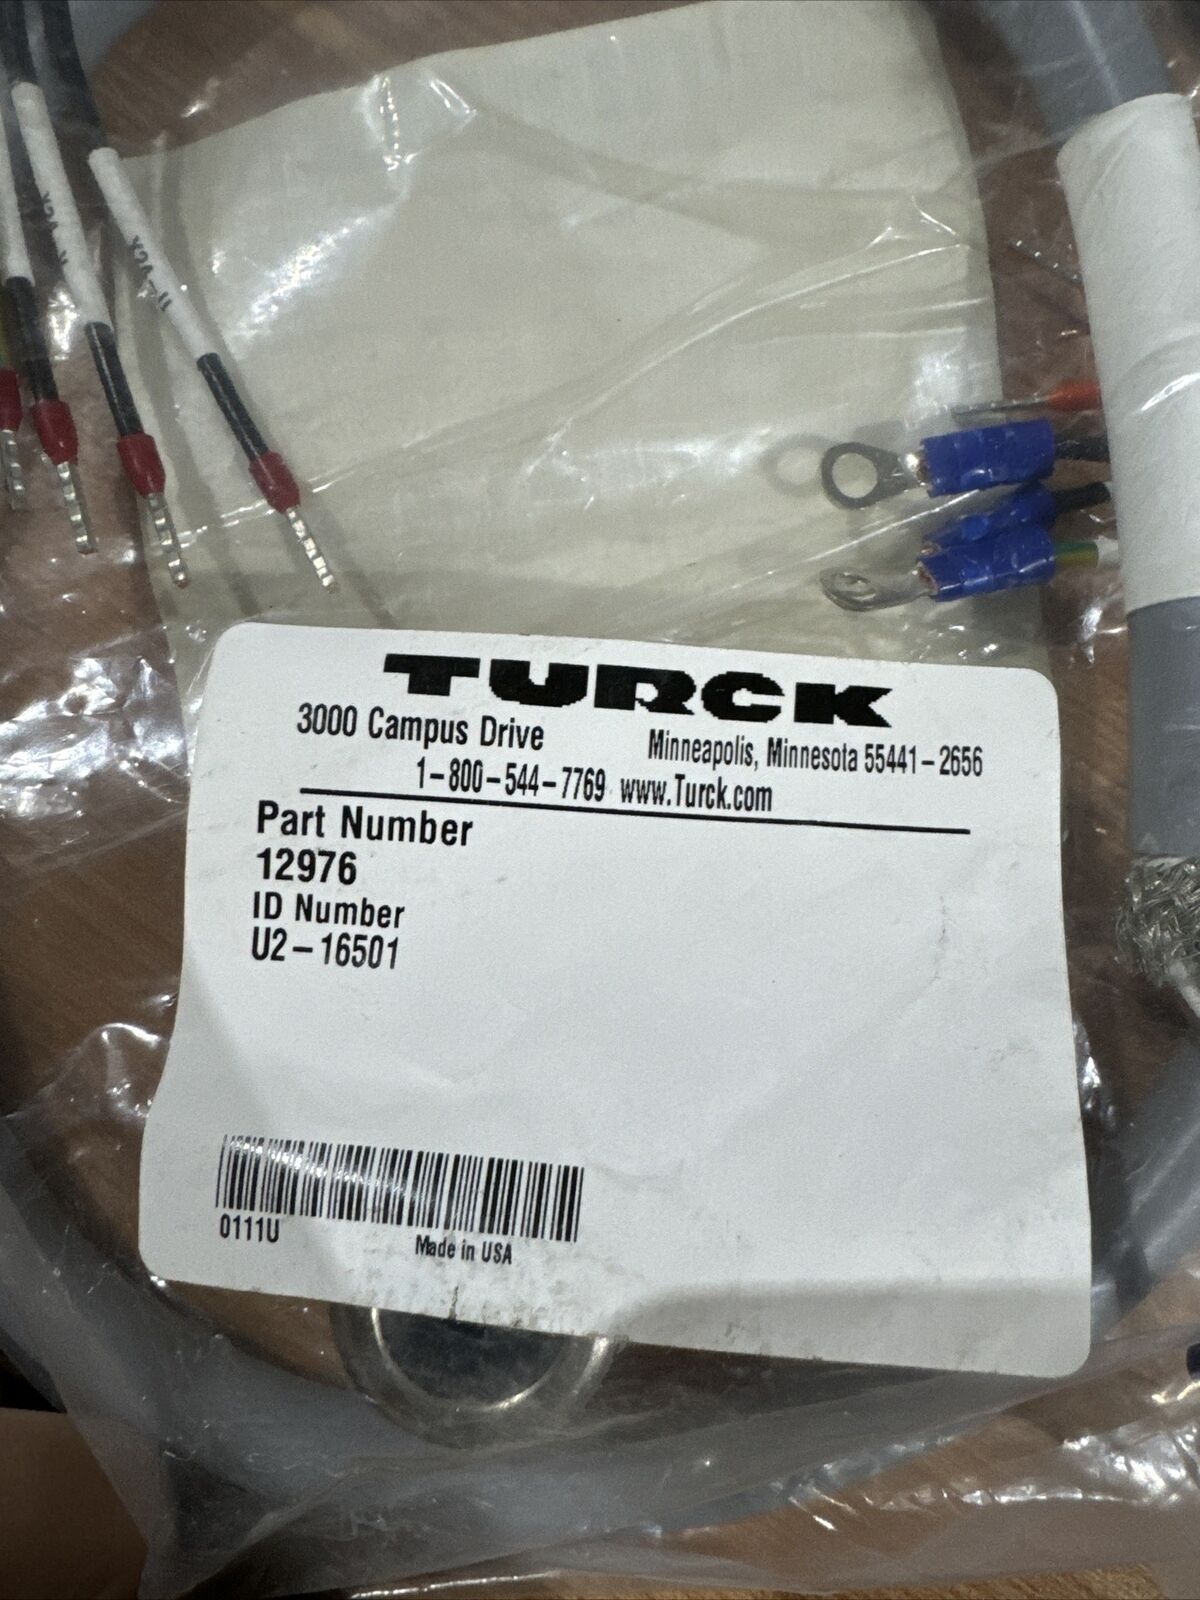 TURCK
3000 Campus Drive Minneapolis, Minnesota 55441-2656
1-800-544-7769 www.Turck.com
Part Number
12976
ID Number
U2-16501
0111U
Made in USA